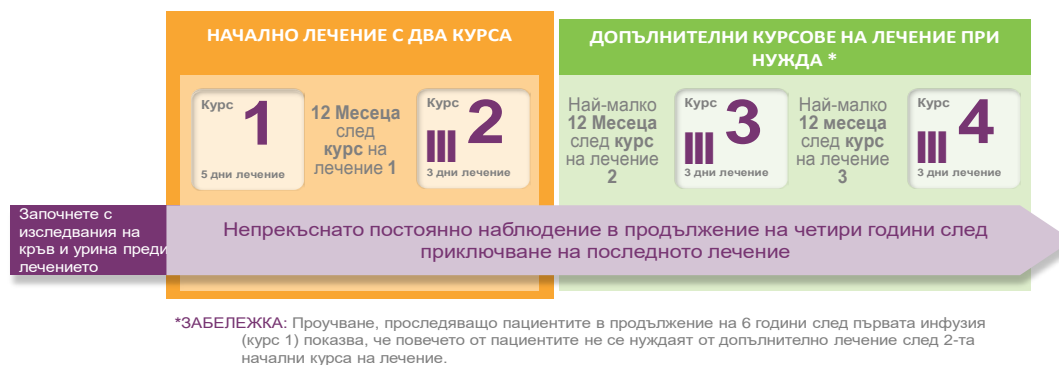 НАЧАЛНО ЛЕЧЕНИЕ С ДВА КУРСА
Курс
1
5 дни лечение
12 Месеца
след
курс на
лечение 1
Курс
2
3 дни лечение
ДОПЪЛНИТЕЛНИ КУРСОВЕ НА ЛЕЧЕНИЕ ПРИ
НУЖДА *
Най-малко
12 Месеца
след курс
на лечение
2
Курс
3
3 дни лечение
Най-малко
12 месеца
след курс
на лечение
3
Курс
4
3 дни лечение
Започнете с
изследвания на
кръв и урина преди
лечението
Непрекъснато постоянно наблюдение в продължение на четири години след
приключване на последното лечение
*ЗАБЕЛЕЖКА: Проучване, проследяващо пациентите в продължение на 6 години след първата инфузия
(курс 1) показва, че повечето от пациентите не се нуждаят от допълнително лечение след 2-та
начални курса на лечение.